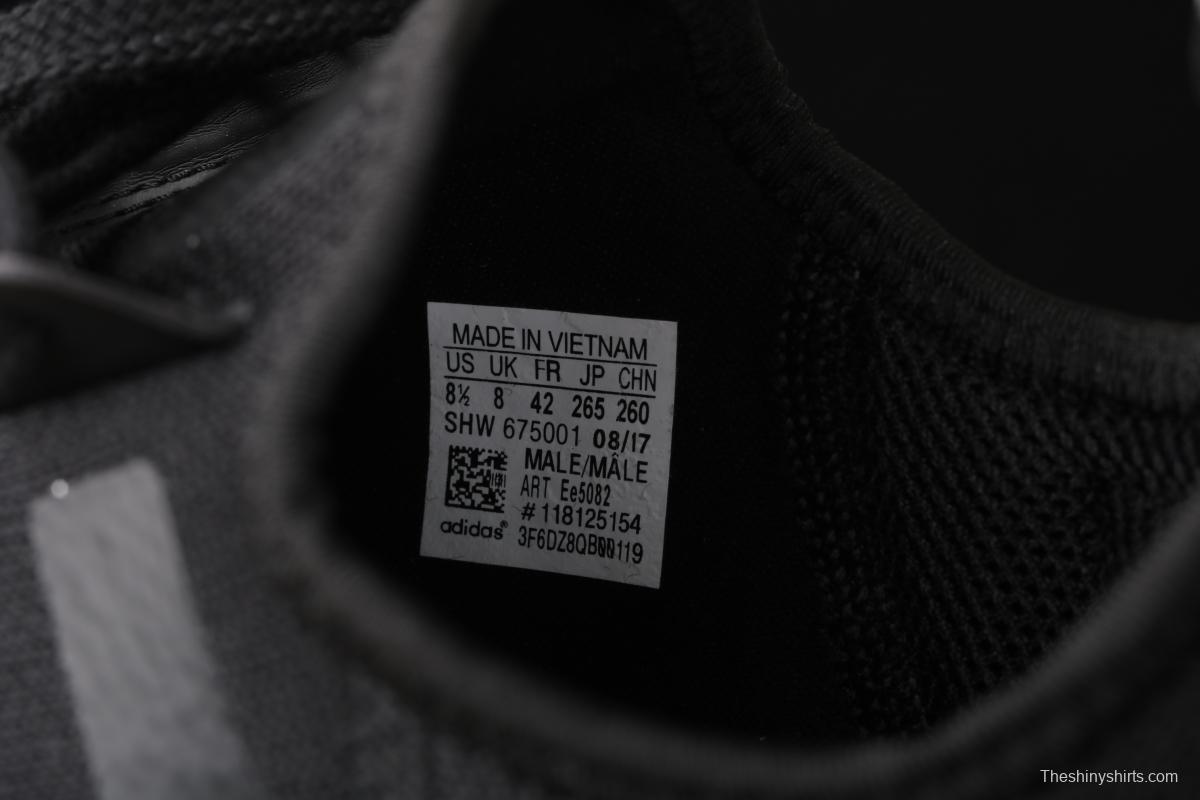 MADE IN VIETNAM
US UK FR JP CHN
8½ 8 42 265 260
SHW 675001 08/17
MALE/MÂLE
ART Ee5082
#118125154
adidas® 3F6DZ8QB00119
Theshinyshirts.com